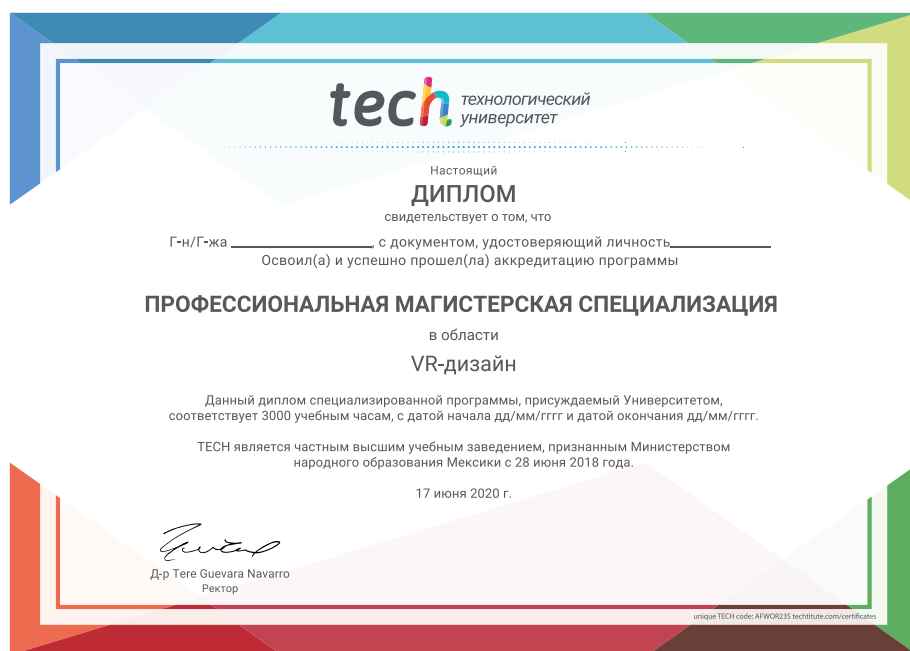 tech технологический
университет
Настоящий
ДИПЛОМ
свидетельствует о том, что
Г-н/Г-жа , с документом, удостоверяющий личность
Освоил(а) и успешно прошел(ла) аккредитацию программы
ПРОФЕССИОНАЛЬНАЯ МАГИСТЕРСКАЯ СПЕЦИАЛИЗАЦИЯ
в области
VR-дизайн
Данный диплом специализированной программы, присуждаемый Университетом,
соответствует 3000 учебным часам, с датой начала дд/мм/гггг и датой окончания дд/мм/гггг.
TECH является частным высшим учебным заведением, признанным Министерством
народного образования Мексики с 28 июня 2018 года.
17 июня 2020 г.
Д-р Tere Guevara Navarro
Ректор
unique TECH code: AFWOR23S techtitute.com/certificates